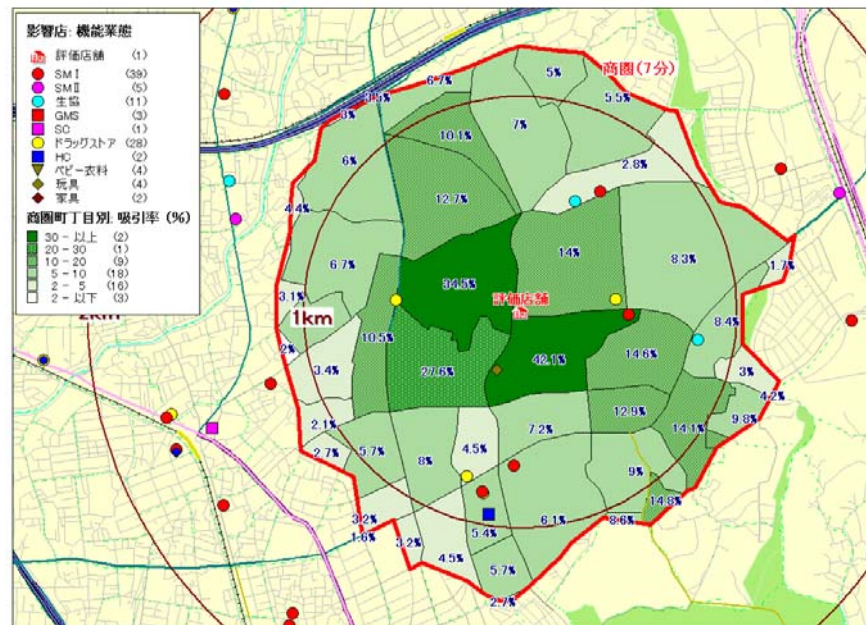 影響店: 機能業態
評価店舗 (1)
SMⅠ (39)
SMⅡ (5)
生協 (11)
GMS (3)
SC (1)
ドラッグストア (28)
HC (2)
ベビー衣料 (4)
玩具 (4)
家具 (2)
商圏町丁目別: 吸引率 (%)
30 - 以上 (2)
20 - 30 (1)
10 - 20 (9)
5 - 10 (18)
2 - 5 (16)
2 - 以下 (3)
商圏(7分)
5%
6.7%
3.5%
5.5%
3%
7%
10.1%
6%
2.8%
12.7%
4.4%
14%
8.3%
6.7%
34.5%
1.7%
3.1%
評価店舗
1km
2km
8.4%
10.5%
2%
14.6%
42.1%
3.4%
27.6%
3%
4.2%
12.9%
9.8%
2.1%
7.2%
14.1%
4.5%
5.7%
2.7%
8%
9%
14.8%
3.2%
6.1%
8.6%
1.6%
5.4%
3.2%
4.5%
5.7%
2.7%